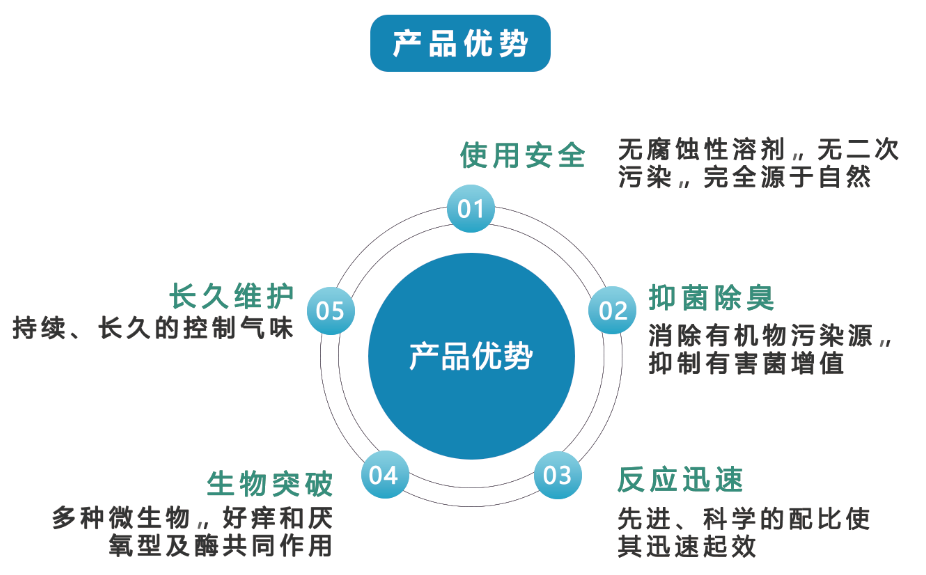 产品优势
使用安全
无腐蚀性溶剂,,无二次
污染,,完全源于自然
01
抑菌除臭
消除有机物污染源,,
抑制有害菌增值
02
反应迅速
先进、科学的配比使
其迅速起效
03
生物突破
多种微生物,,好痒和厌
氧型及酶共同作用
04
长久维护
持续、长久的控制气味
05
产品优势